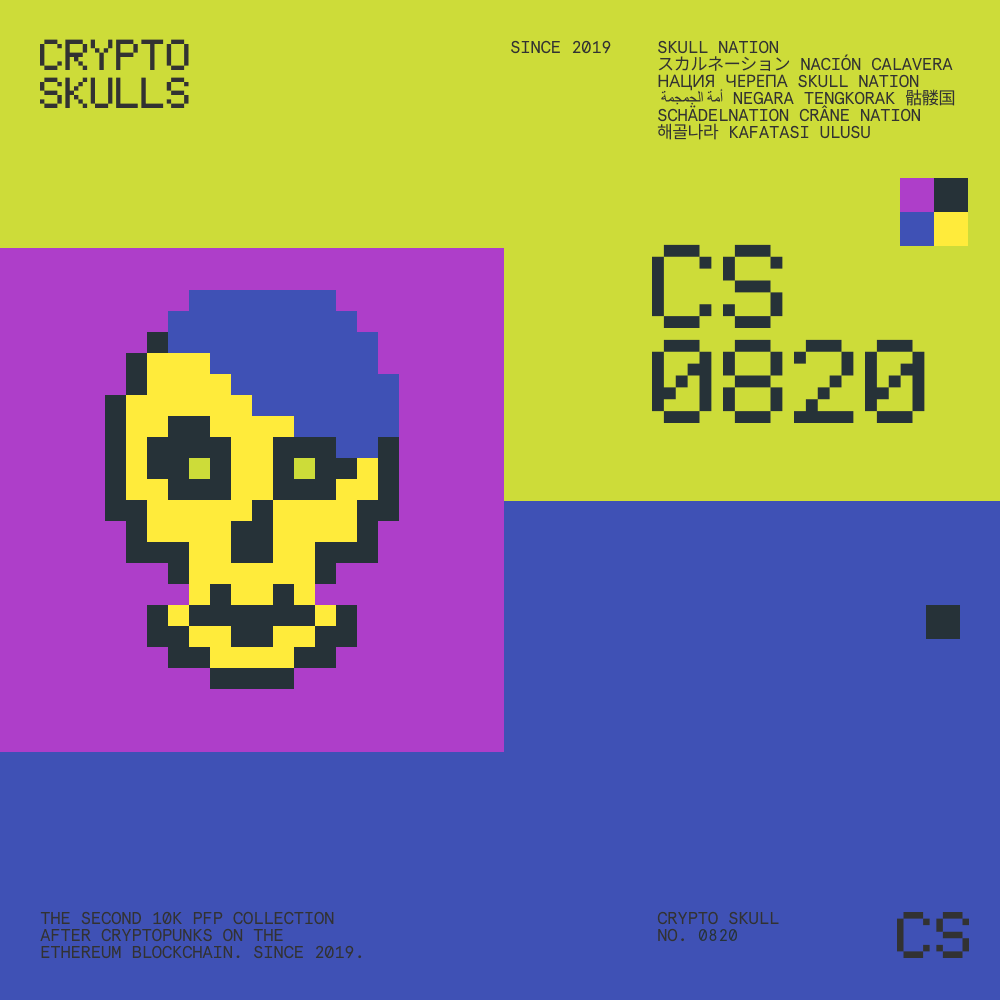 CRYPTO
SKULLS
SINCE 2019
SKULL NATION
スカルネーション NACIÓN CALAVERA
НАЦИЯ ЧЕРЕПА SKULL NATION
أمة الجمجمة NEGARA TENGKORAK 骷髅国
SCHÄDELNATION CRÂNE NATION
해골나라 KAFATASI ULUSU
CS
0820
THE SECOND 10K PFP COLLECTION
AFTER CRYPTOPUNKS ON THE
ETHEREUM BLOCKCHAIN. SINCE 2019.
CRYPTO SKULL
NO. 0820
CS